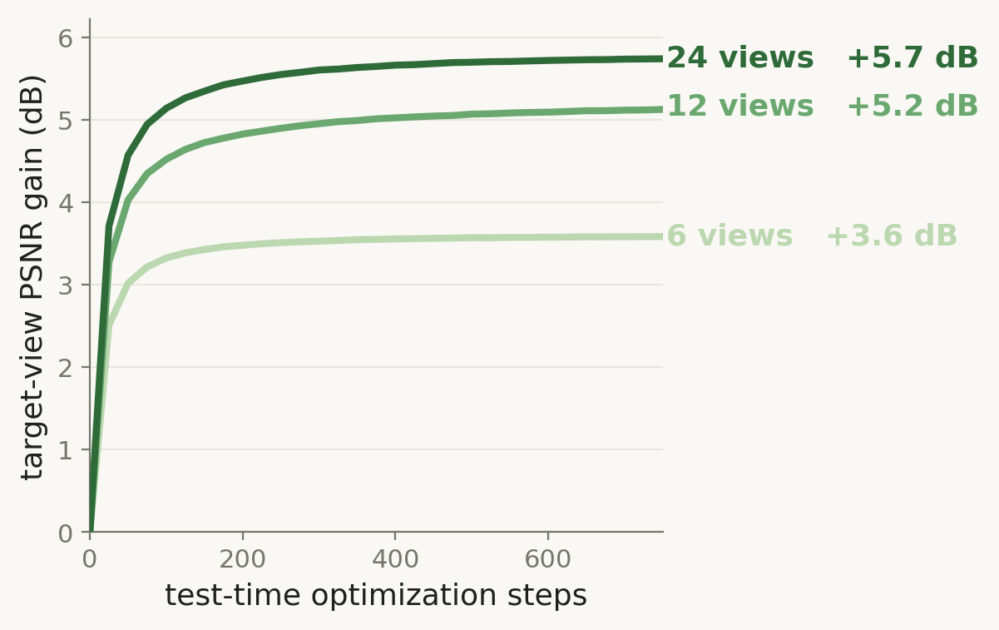 target-view PSNR gain (dB)
6
5
4
3
2
1
0
0 200 400 600
test-time optimization steps
24 views +5.7 dB
12 views +5.2 dB
6 views +3.6 dB